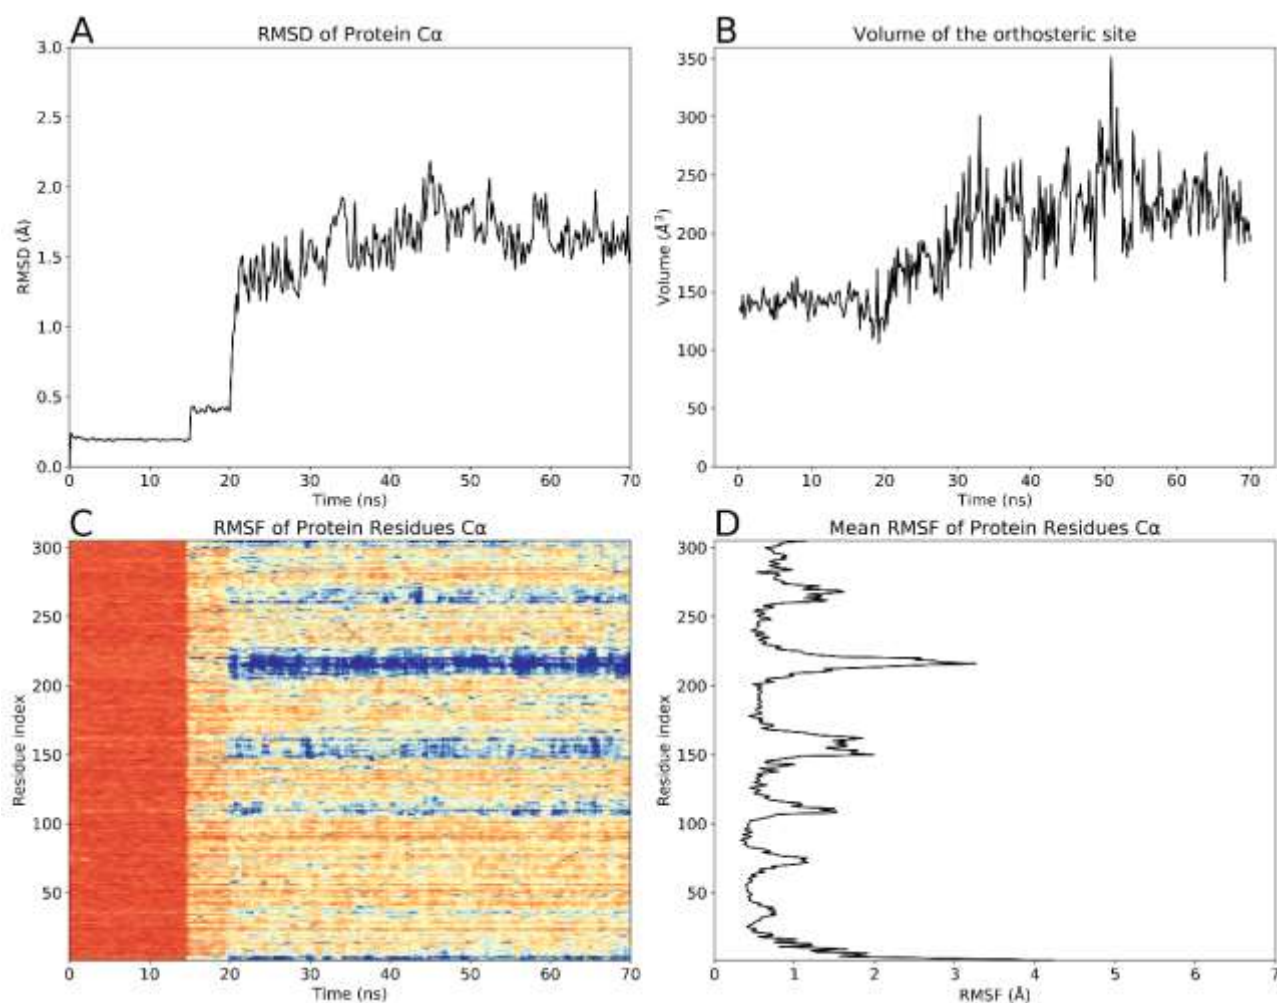 A
RMSD of Protein Cα
3.0
2.5
2.0
1.5
1.0
0.5
0.0
RMSD (Å)
0 10 20 30 40 50 60 70
Time (ns)
B
Volume of the orthosteric site
350
300
250
200
150
100
50
0
Volume (Å³)
0 10 20 30 40 50 60 70
Time (ns)
C
RMSF of Protein Residues Cα
300
250
200
150
100
50
Residue index
0 10 20 30 40 50 60 70
Time (ns)
D
Mean RMSF of Protein Residues Cα
300
250
200
150
100
50
Residue index
0 1 2 3 4 5 6 7
RMSF (Å)